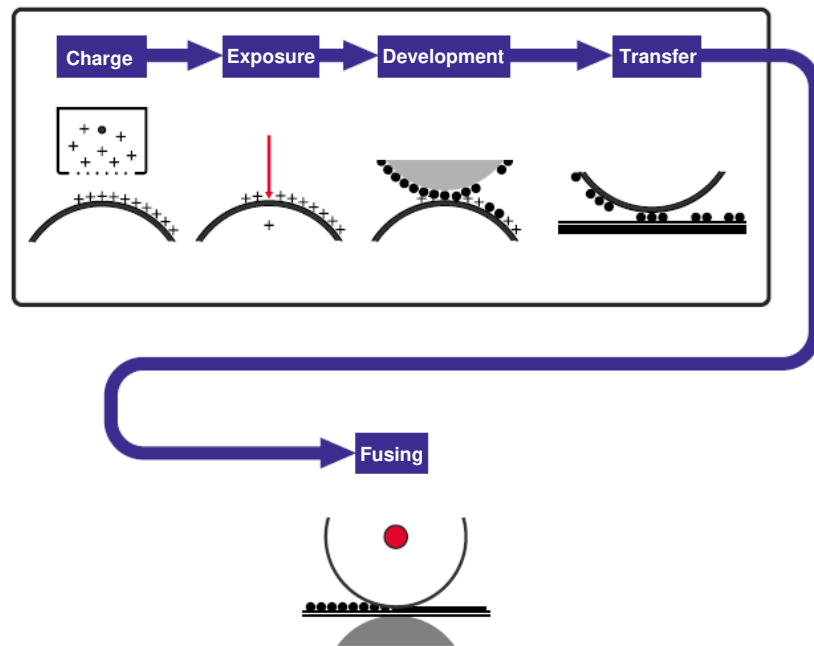 Charge
Exposure
Development
Transfer
Fusing